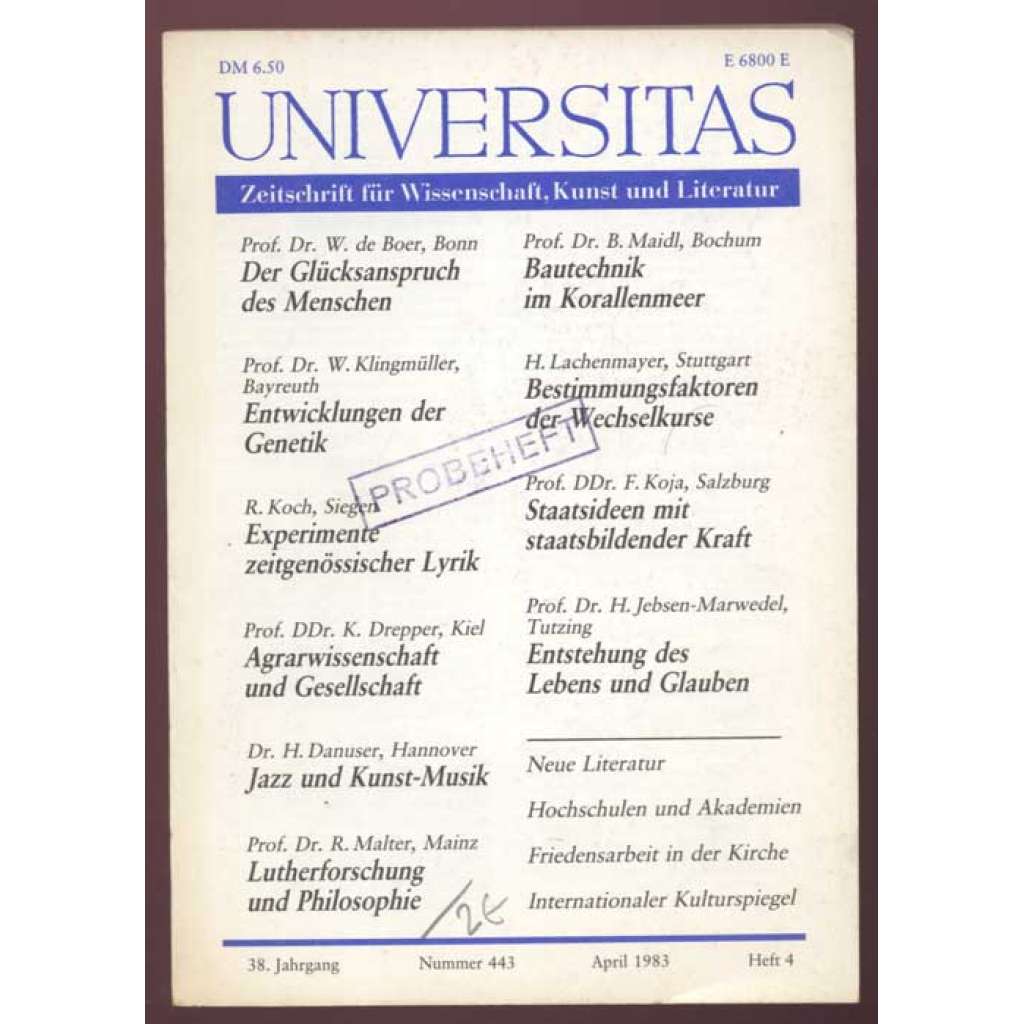 DM 6.50
E 6800 E
UNIVERSITAS
Zeitschrift für Wissenschaft, Kunst und Literatur
Prof. Dr. W. de Boer, Bonn
Der Glücksanspruch
des Menschen
Prof. Dr. W. Klingmüller,
Bayreuth
Entwicklungen der
Genetik
R. Koch, Siegen
Experimente
zeitgenössischer Lyrik
Prof. DDr. K. Drepper, Kiel
Agrarwissenschaft
und Gesellschaft
Dr. H. Danuser, Hannover
Jazz und Kunst-Musik
Prof. Dr. R. Malter, Mainz
Lutherforschung
und Philosophie
Prof. Dr. B. Maidl, Bochum
Bautechnik
im Korallenmeer
H. Lachenmayer, Stuttgart
Bestimmungsfaktoren
der Wechselkurse
PROBEHEFT
Prof. DDr. F. Koja, Salzburg
Staatsideen mit
staatsbildender Kraft
Prof. Dr. H. Jebsen-Marwedel,
Tutzing
Entstehung des
Lebens und Glauben
Neue Literatur
Hochschulen und Akademien
Friedensarbeit in der Kirche
Internationaler Kulturspiegel
38. Jahrgang
Nummer 443
April 1983
Heft 4